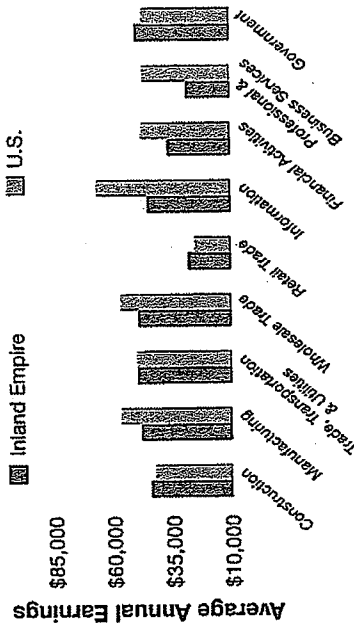 Inland Empire
U.S.
Average Annual Earnings
$85,000
$60,000
$35,000
$10,000
Construction
Manufacturing
Trade, Transportation
& Utilities
Wholesale Trade
Retail Trade
Information
Financial Activities
Professional &
Business Services
Government